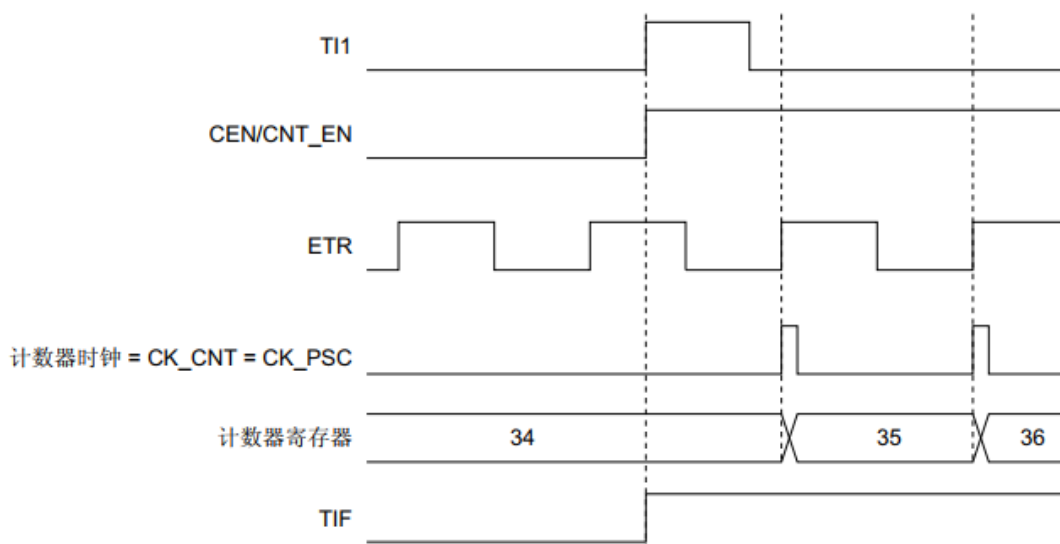 TI1
CEN/CNT_EN
ETR
计数器时钟 = CK_CNT = CK_PSC
计数器寄存器
34
35
36
TIF